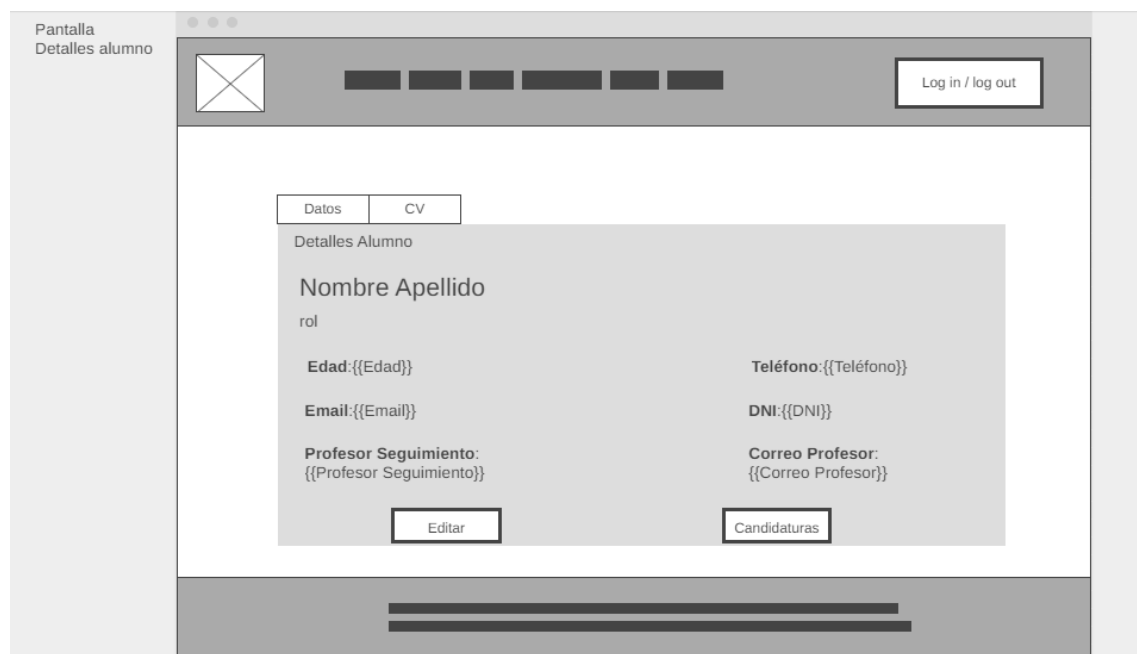 Pantalla
Detalles alumno
Log in / log out
Datos
CV
Detalles Alumno
Nombre Apellido
rol
Edad:{{Edad}}
Teléfono:{{Teléfono}}
Email:{{Email}}
DNI:{{DNI}}
Profesor Seguimiento:
{{Profesor Seguimiento}}
Correo Profesor:
{{Correo Profesor}}
Editar
Candidaturas